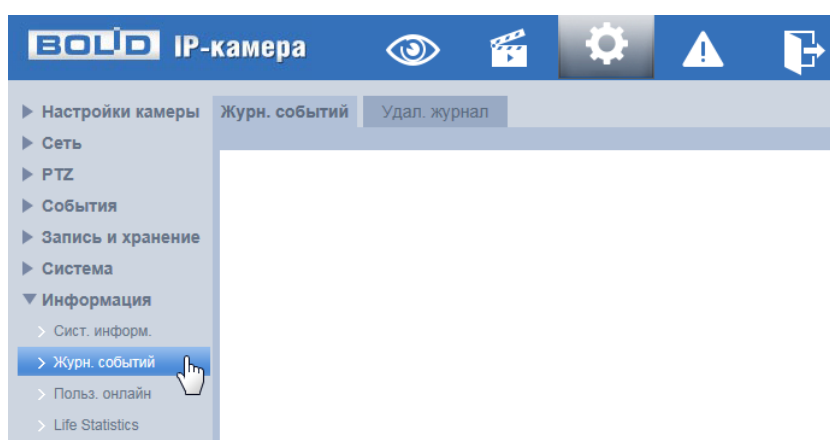 BOLID IP-камера
Настройки камеры
Сеть
PTZ
События
Запись и хранение
Система
Информация
Сист. информ.
Журн. событий
Польз. онлайн
Life Statistics
Журн. событий Удал. журнал